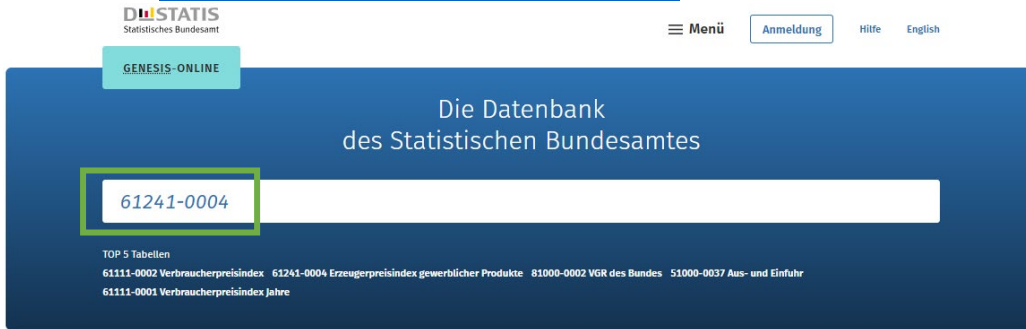 DESTATIS
Statistisches Bundesamt
Menü Anmeldung Hilfe English
GENESIS-ONLINE
Die Datenbank
des Statistischen Bundesamtes
61241-0004
TOP 5 Tabellen
61111-0002 Verbraucherpreisindex 61241-0004 Erzeugerpreisindex gewerblicher Produkte 81000-0002 VGR des Bundes 51000-0037 Aus- und Einfuhr
61111-0001 Verbraucherpreisindex Jahre